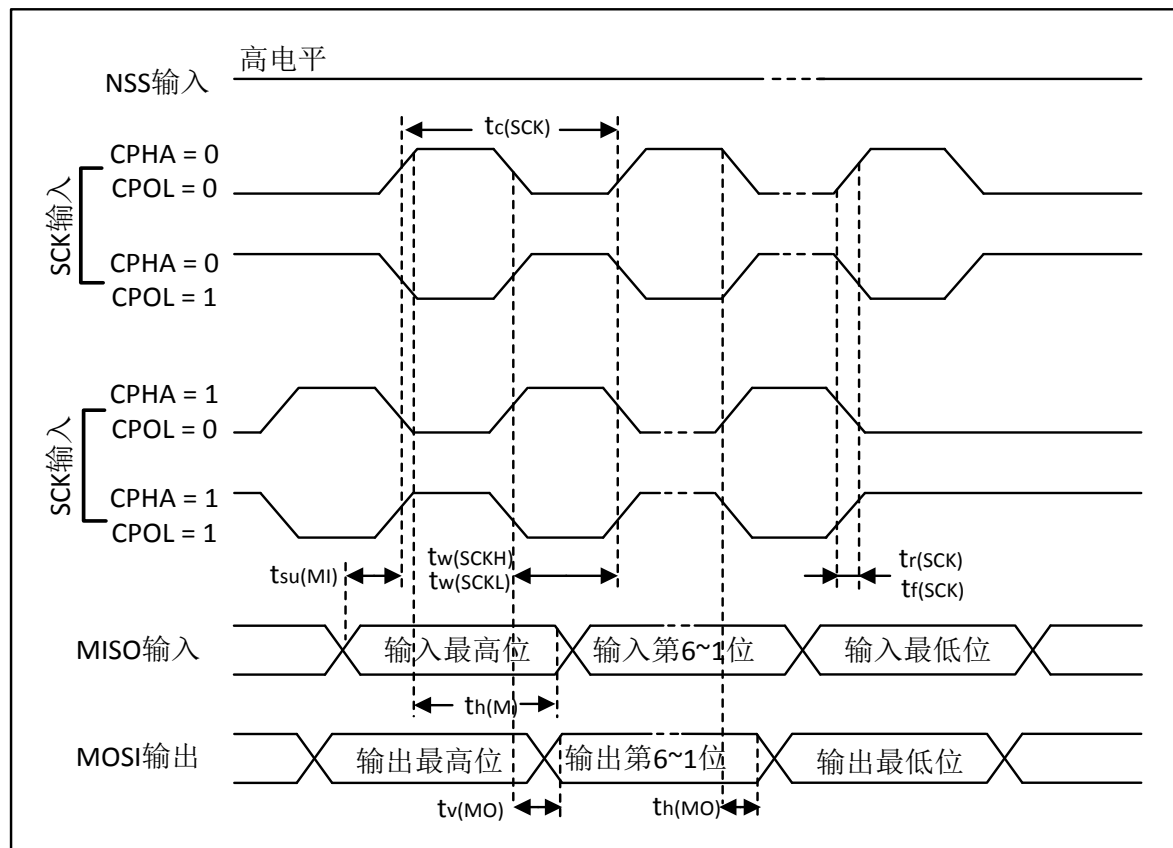 高电平
NSS输入
tc(SCK)
CPHA = 0
CPOL = 0
SCK输入
CPHA = 0
CPOL = 1
CPHA = 1
CPOL = 0
SCK输入
CPHA = 1
CPOL = 1
tsu(MI)
tw(SCKH)
tw(SCKL)
tr(SCK)
tf(SCK)
MISO输入
输入最高位
输入第6~1位
输入最低位
th(M)
MOSI输出
输出最高位
输出第6~1位
输出最低位
tv(MO)
th(MO)